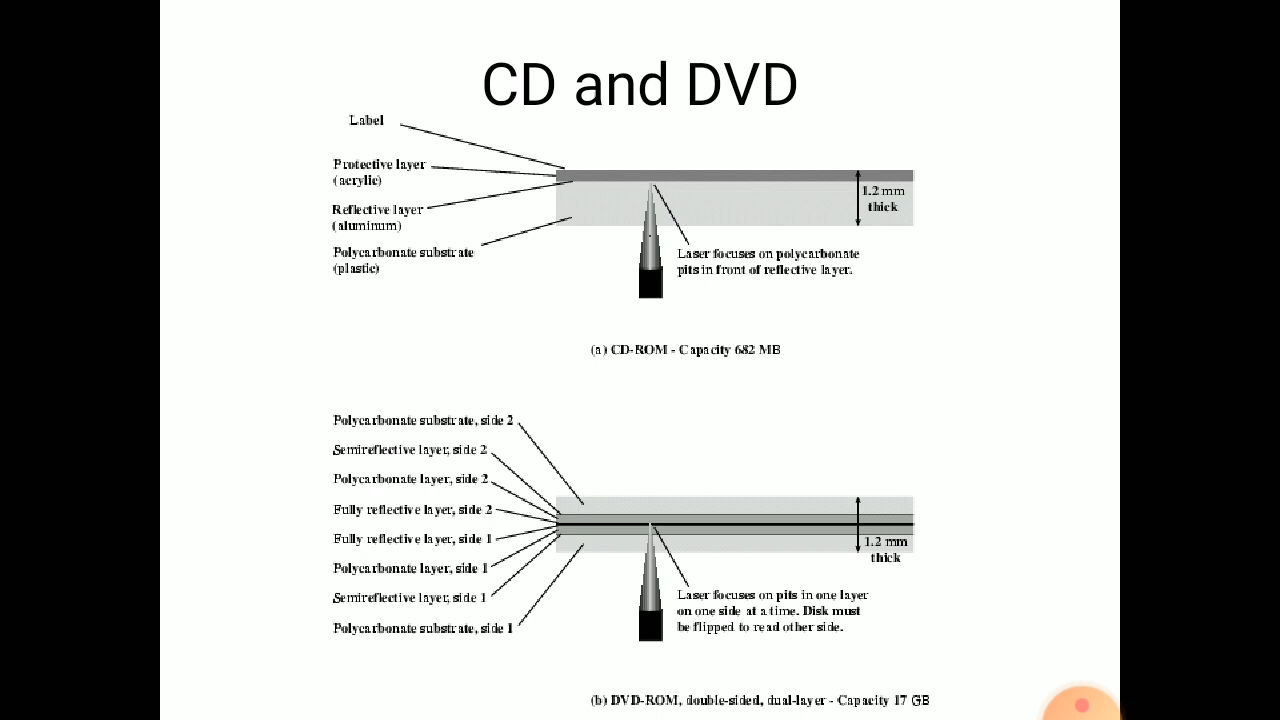 CD and DVD
Label
Protective layer
(acrylic)
Reflective layer
(aluminum)
Polycarbonate substrate
(plastic)
1.2 mm
thick
Laser focuses on polycarbonate
pits in front of reflective layer.
(a) CD-ROM - Capacity 682 MB
Polycarbonate substrate, side 2
Semireflective layer, side 2
Polycarbonate layer, side 2
Fully reflective layer, side 2
Fully reflective layer, side 1
Polycarbonate layer, side 1
Semireflective layer, side 1
Polycarbonate substrate, side 1
1.2 mm
thick
Laser focuses on pits in one layer
on one side at a time. Disk must
be flipped to read other side.
(b) DVD-ROM, double-sided, dual-layer - Capacity 17 GB